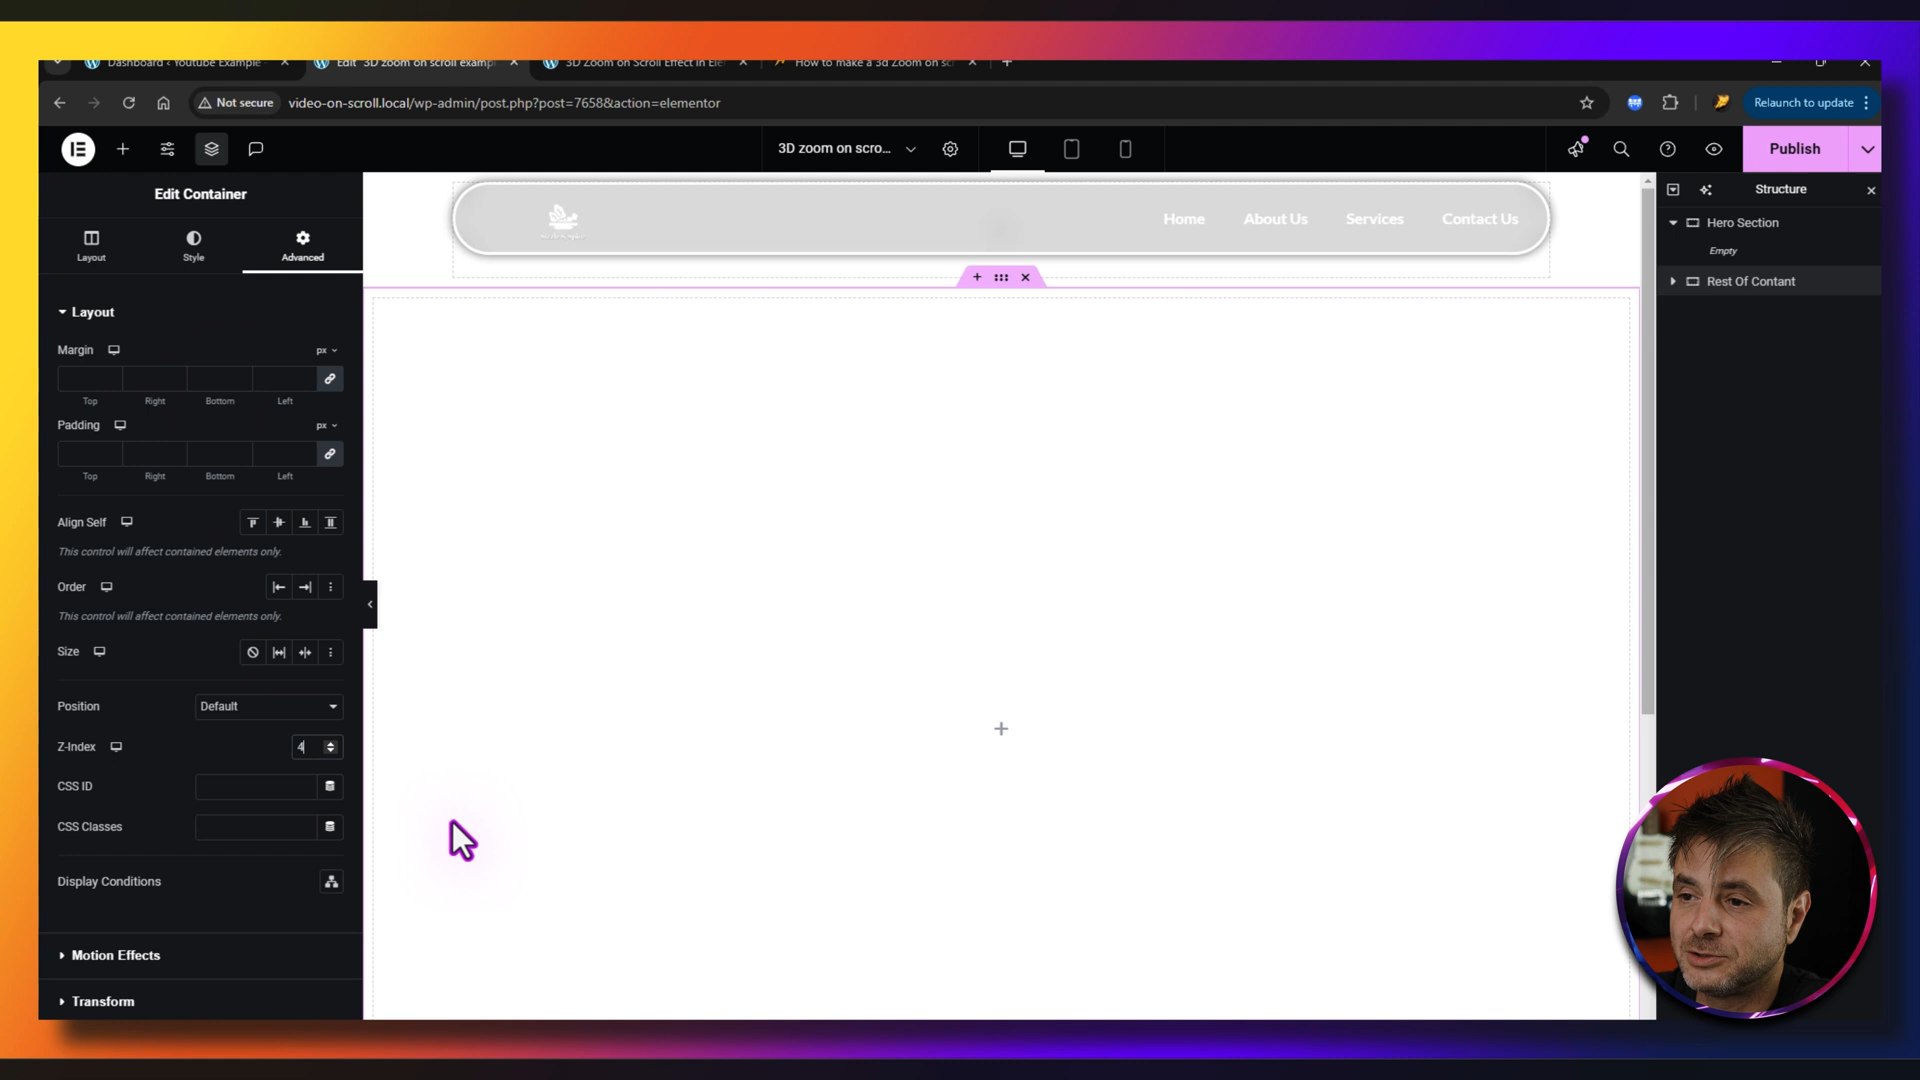 Dashboard ‹ Youtube Example
Edit "3D zoom on scroll exam
3D Zoom on Scroll Effect in Ele
How to make a 3d Zoom on sc
Not secure
video-on-scroll.local/wp-admin/post.php?post=7658&action=elementor
Relaunch to update
3D zoom on scro...
Publish
Edit Container
Layout
Style
Advanced
Layout
Margin
px
Top
Right
Bottom
Left
Padding
px
Top
Right
Bottom
Left
Align Self
This control will affect contained elements only.
Order
This control will affect contained elements only.
Size
Position
Default
Z-Index
4
CSS ID
CSS Classes
Display Conditions
Motion Effects
Transform
Home
About Us
Services
Contact Us
Structure
Hero Section
Empty
Rest Of Contant